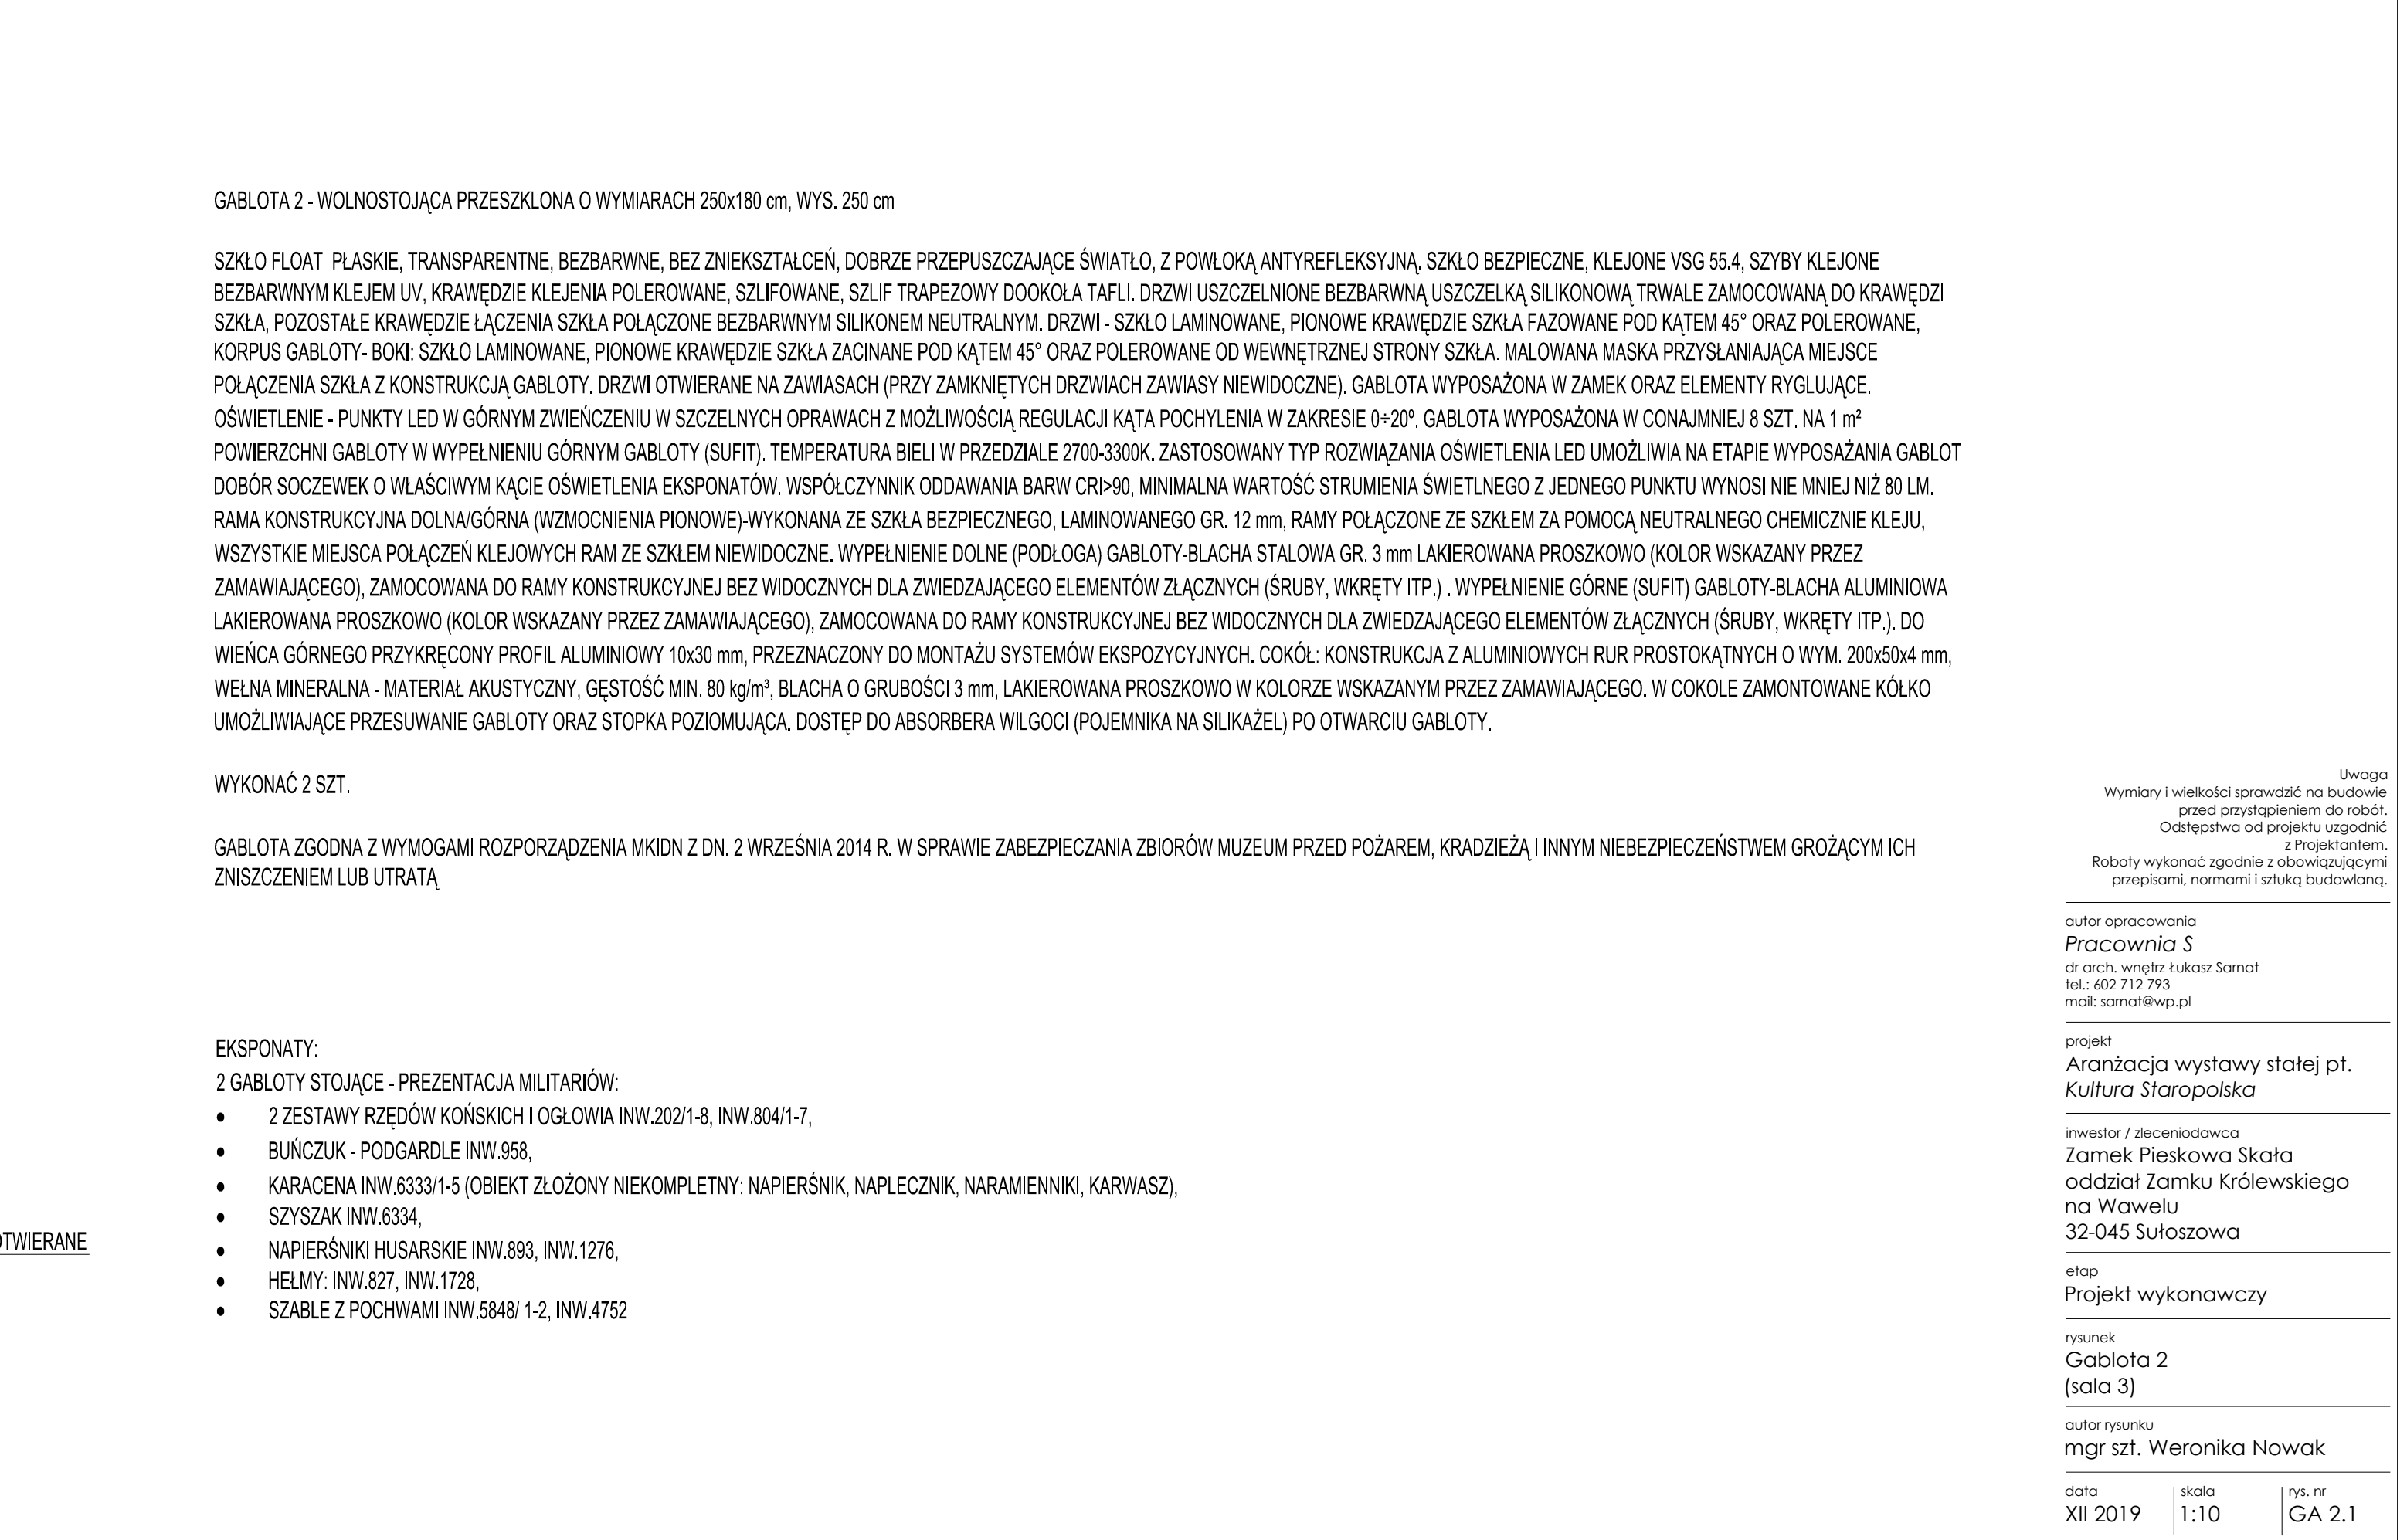 GABLOTA 2 - WOLNOSTOJĄCA PRZESZKLONA O WYMIARACH 250x180 cm, WYS. 250 cm
SZKŁO FLOAT PŁASKIE, TRANSPARENTNE, BEZBARWNE, BEZ ZNIEKSZTAŁCEŃ, DOBRZE PRZEPUSZCZAJĄCE ŚWIATŁO, Z POWŁOKĄ ANTYREFLEKSYJNĄ. SZKŁO BEZPIECZNE, KLEJONE VSG 55.4, SZYBY KLEJONE
BEZBARWNYM KLEJEM UV, KRAWĘDZIE KLEJENIA POLEROWANE, SZLIFOWANE, SZLIF TRAPEZOWY DOOKOŁA TAFLI. DRZWI USZCZELNIONE BEZBARWNĄ USZCZELKĄ SILIKONOWĄ TRWALE ZAMOCOWANĄ DO KRAWĘDZI
SZKŁA, POZOSTAŁE KRAWĘDZIE ŁĄCZENIA SZKŁA POŁĄCZONE BEZBARWNYM SILIKONEM NEUTRALNYM. DRZWI - SZKŁO LAMINOWANE, PIONOWE KRAWĘDZIE SZKŁA FAZOWANE POD KĄTEM 45° ORAZ POLEROWANE,
KORPUS GABLOTY- BOKI: SZKŁO LAMINOWANE, PIONOWE KRAWĘDZIE SZKŁA ZACINANE POD KĄTEM 45° ORAZ POLEROWANE OD WEWNĘTRZNEJ STRONY SZKŁA. MALOWANA MASKA PRZYSŁANIAJĄCA MIEJSCE
POŁĄCZENIA SZKŁA Z KONSTRUKCJĄ GABLOTY. DRZWI OTWIERANE NA ZAWIASACH (PRZY ZAMKNIĘTYCH DRZWIACH ZAWIASY NIEWIDOCZNE). GABLOTA WYPOSAŻONA W ZAMEK ORAZ ELEMENTY RYGLUJĄCE.
OŚWIETLENIE - PUNKTY LED W GÓRNYM ZWIEŃCZENIU W SZCZELNYCH OPRAWACH Z MOŻLIWOŚCIĄ REGULACJI KĄTA POCHYLENIA W ZAKRESIE 0÷20º. GABLOTA WYPOSAŻONA W CONAJMNIEJ 8 SZT. NA 1 m²
POWIERZCHNI GABLOTY W WYPEŁNIENIU GÓRNYM GABLOTY (SUFIT). TEMPERATURA BIELI W PRZEDZIALE 2700-3300K. ZASTOSOWANY TYP ROZWIĄZANIA OŚWIETLENIA LED UMOŻLIWIA NA ETAPIE WYPOSAŻANIA GABLOT
DOBÓR SOCZEWEK O WŁAŚCIWYM KĄCIE OŚWIETLENIA EKSPONATÓW. WSPÓŁCZYNNIK ODDAWANIA BARW CRI>90, MINIMALNA WARTOŚĆ STRUMIENIA ŚWIETLNEGO Z JEDNEGO PUNKTU WYNOSI NIE MNIEJ NIŻ 80 LM.
RAMA KONSTRUKCYJNA DOLNA/GÓRNA (WZMOCNIENIA PIONOWE)-WYKONANA ZE SZKŁA BEZPIECZNEGO, LAMINOWANEGO GR. 12 mm, RAMY POŁĄCZONE ZE SZKŁEM ZA POMOCĄ NEUTRALNEGO CHEMICZNIE KLEJU,
WSZYSTKIE MIEJSCA POŁĄCZEŃ KLEJOWYCH RAM ZE SZKŁEM NIEWIDOCZNE. WYPEŁNIENIE DOLNE (PODŁOGA) GABLOTY-BLACHA STALOWA GR. 3 mm LAKIEROWANA PROSZKOWO (KOLOR WSKAZANY PRZEZ
ZAMAWIAJĄCEGO), ZAMOCOWANA DO RAMY KONSTRUKCYJNEJ BEZ WIDOCZNYCH DLA ZWIEDZAJĄCEGO ELEMENTÓW ZŁĄCZNYCH (ŚRUBY, WKRĘTY ITP.) . WYPEŁNIENIE GÓRNE (SUFIT) GABLOTY-BLACHA ALUMINIOWA
LAKIEROWANA PROSZKOWO (KOLOR WSKAZANY PRZEZ ZAMAWIAJĄCEGO), ZAMOCOWANA DO RAMY KONSTRUKCYJNEJ BEZ WIDOCZNYCH DLA ZWIEDZAJĄCEGO ELEMENTÓW ZŁĄCZNYCH (ŚRUBY, WKRĘTY ITP.). DO
WIEŃCA GÓRNEGO PRZYKRĘCONY PROFIL ALUMINIOWY 10x30 mm, PRZEZNACZONY DO MONTAŻU SYSTEMÓW EKSPOZYCYJNYCH. COKÓŁ: KONSTRUKCJA Z ALUMINIOWYCH RUR PROSTOKĄTNYCH O WYM. 200x50x4 mm,
WEŁNA MINERALNA - MATERIAŁ AKUSTYCZNY, GĘSTOŚĆ MIN. 80 kg/m³, BLACHA O GRUBOŚCI 3 mm, LAKIEROWANA PROSZKOWO W KOLORZE WSKAZANYM PRZEZ ZAMAWIAJĄCEGO. W COKOLE ZAMONTOWANE KÓŁKO
UMOŻLIWIAJĄCE PRZESUWANIE GABLOTY ORAZ STOPKA POZIOMUJĄCA. DOSTĘP DO ABSORBERA WILGOCI (POJEMNIKA NA SILIKAŻEL) PO OTWARCIU GABLOTY.
WYKONAĆ 2 SZT.
GABLOTA ZGODNA Z WYMOGAMI ROZPORZĄDZENIA MKIDN Z DN. 2 WRZEŚNIA 2014 R. W SPRAWIE ZABEZPIECZANIA ZBIORÓW MUZEUM PRZED POŻAREM, KRADZIEŻĄ I INNYM NIEBEZPIECZEŃSTWEM GROŻĄCYM ICH
ZNISZCZENIEM LUB UTRATĄ
EKSPONATY:
2 GABLOTY STOJĄCE - PREZENTACJA MILITARIÓW:
• 2 ZESTAWY RZĘDÓW KOŃSKICH I OGŁOWIA INW.202/1-8, INW.804/1-7,
• BUŃCZUK - PODGARDLE INW.958,
• KARACENA INW.6333/1-5 (OBIEKT ZŁOŻONY NIEKOMPLETNY: NAPIERŚNIK, NAPLECZNIK, NARAMIENNIKI, KARWASZ),
• SZYSZAK INW.6334,
• NAPIERŚNIKI HUSARSKIE INW.893, INW.1276,
• HEŁMY: INW.827, INW.1728,
• SZABLE Z POCHWAMI INW.5848/ 1-2, INW.4752
OTWIERANE
Uwaga
Wymiary i wielkości sprawdzić na budowie
przed przystąpieniem do robót.
Odstępstwa od projektu uzgodnić
z Projektantem.
Roboty wykonać zgodnie z obowiązującymi
przepisami, normami i sztuką budowlaną.
autor opracowania
Pracownia S
dr arch. wnętrz Łukasz Sarnat
tel.: 602 712 793
mail: sarnat@wp.pl
projekt
Aranżacja wystawy stałej pt.
Kultura Staropolska
inwestor / zleceniodawca
Zamek Pieskowa Skała
oddział Zamku Królewskiego
na Wawelu
32-045 Sułoszowa
etap
Projekt wykonawczy
rysunek
Gablota 2
(sala 3)
autor rysunku
mgr szt. Weronika Nowak
data skala rys. nr
XII 2019 1:10 GA 2.1